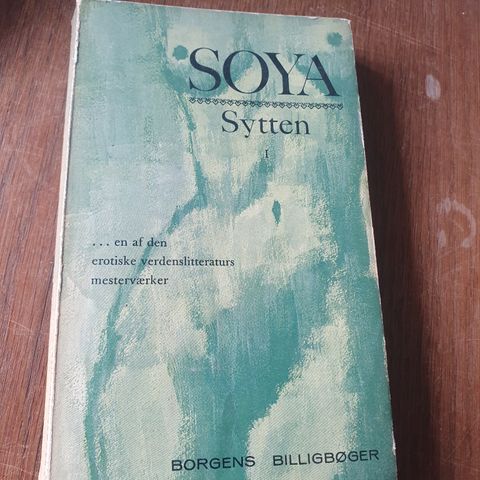 SOYA
Sytten
I
... en af den
erotiske verdenslitteraturs
mesterværker
BORGENS BILLIGBØGER